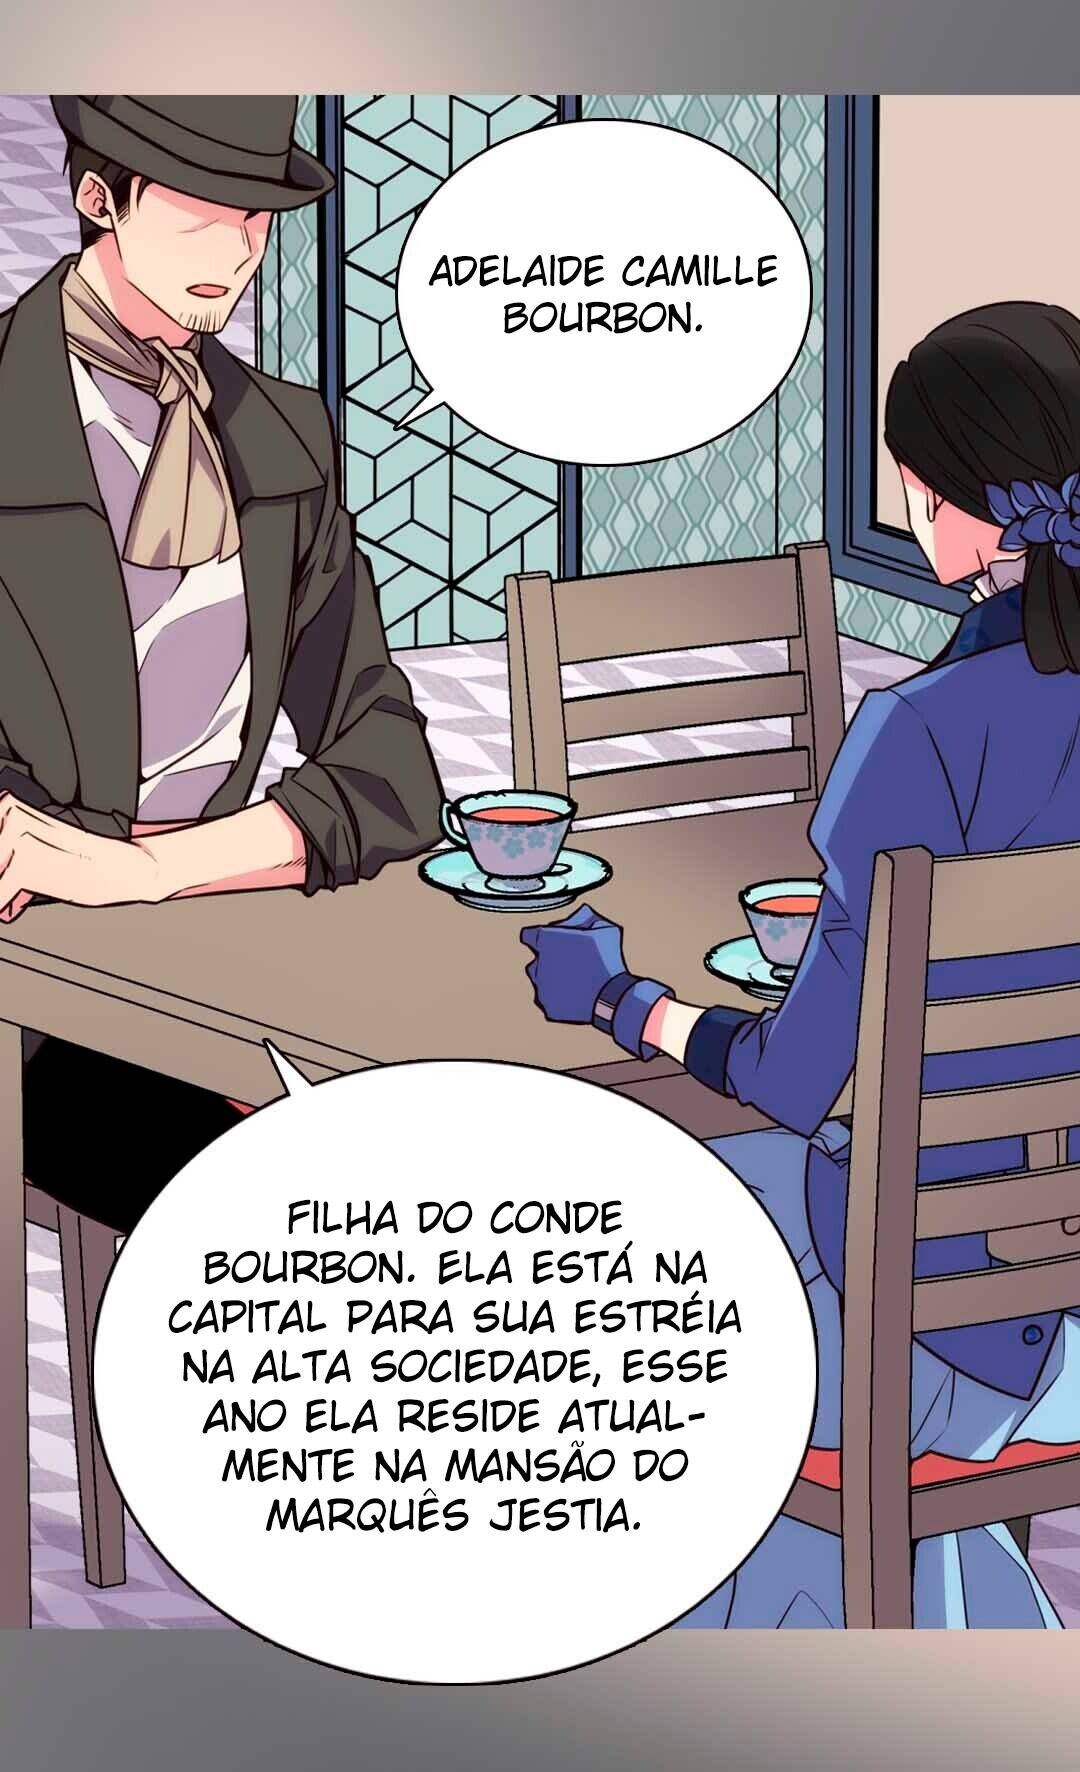 ADELAIDE CAMILLE
BOURBON.
FILHA DO CONDE
BOURBON. ELA ESTÁ NA
CAPITAL PARA SUA ESTRÉIA
NA ALTA SOCIEDADE, ESSE
ANO ELA RESIDE ATUAL-
MENTE NA MANSÃO DO
MARQUÊS JESTIA.